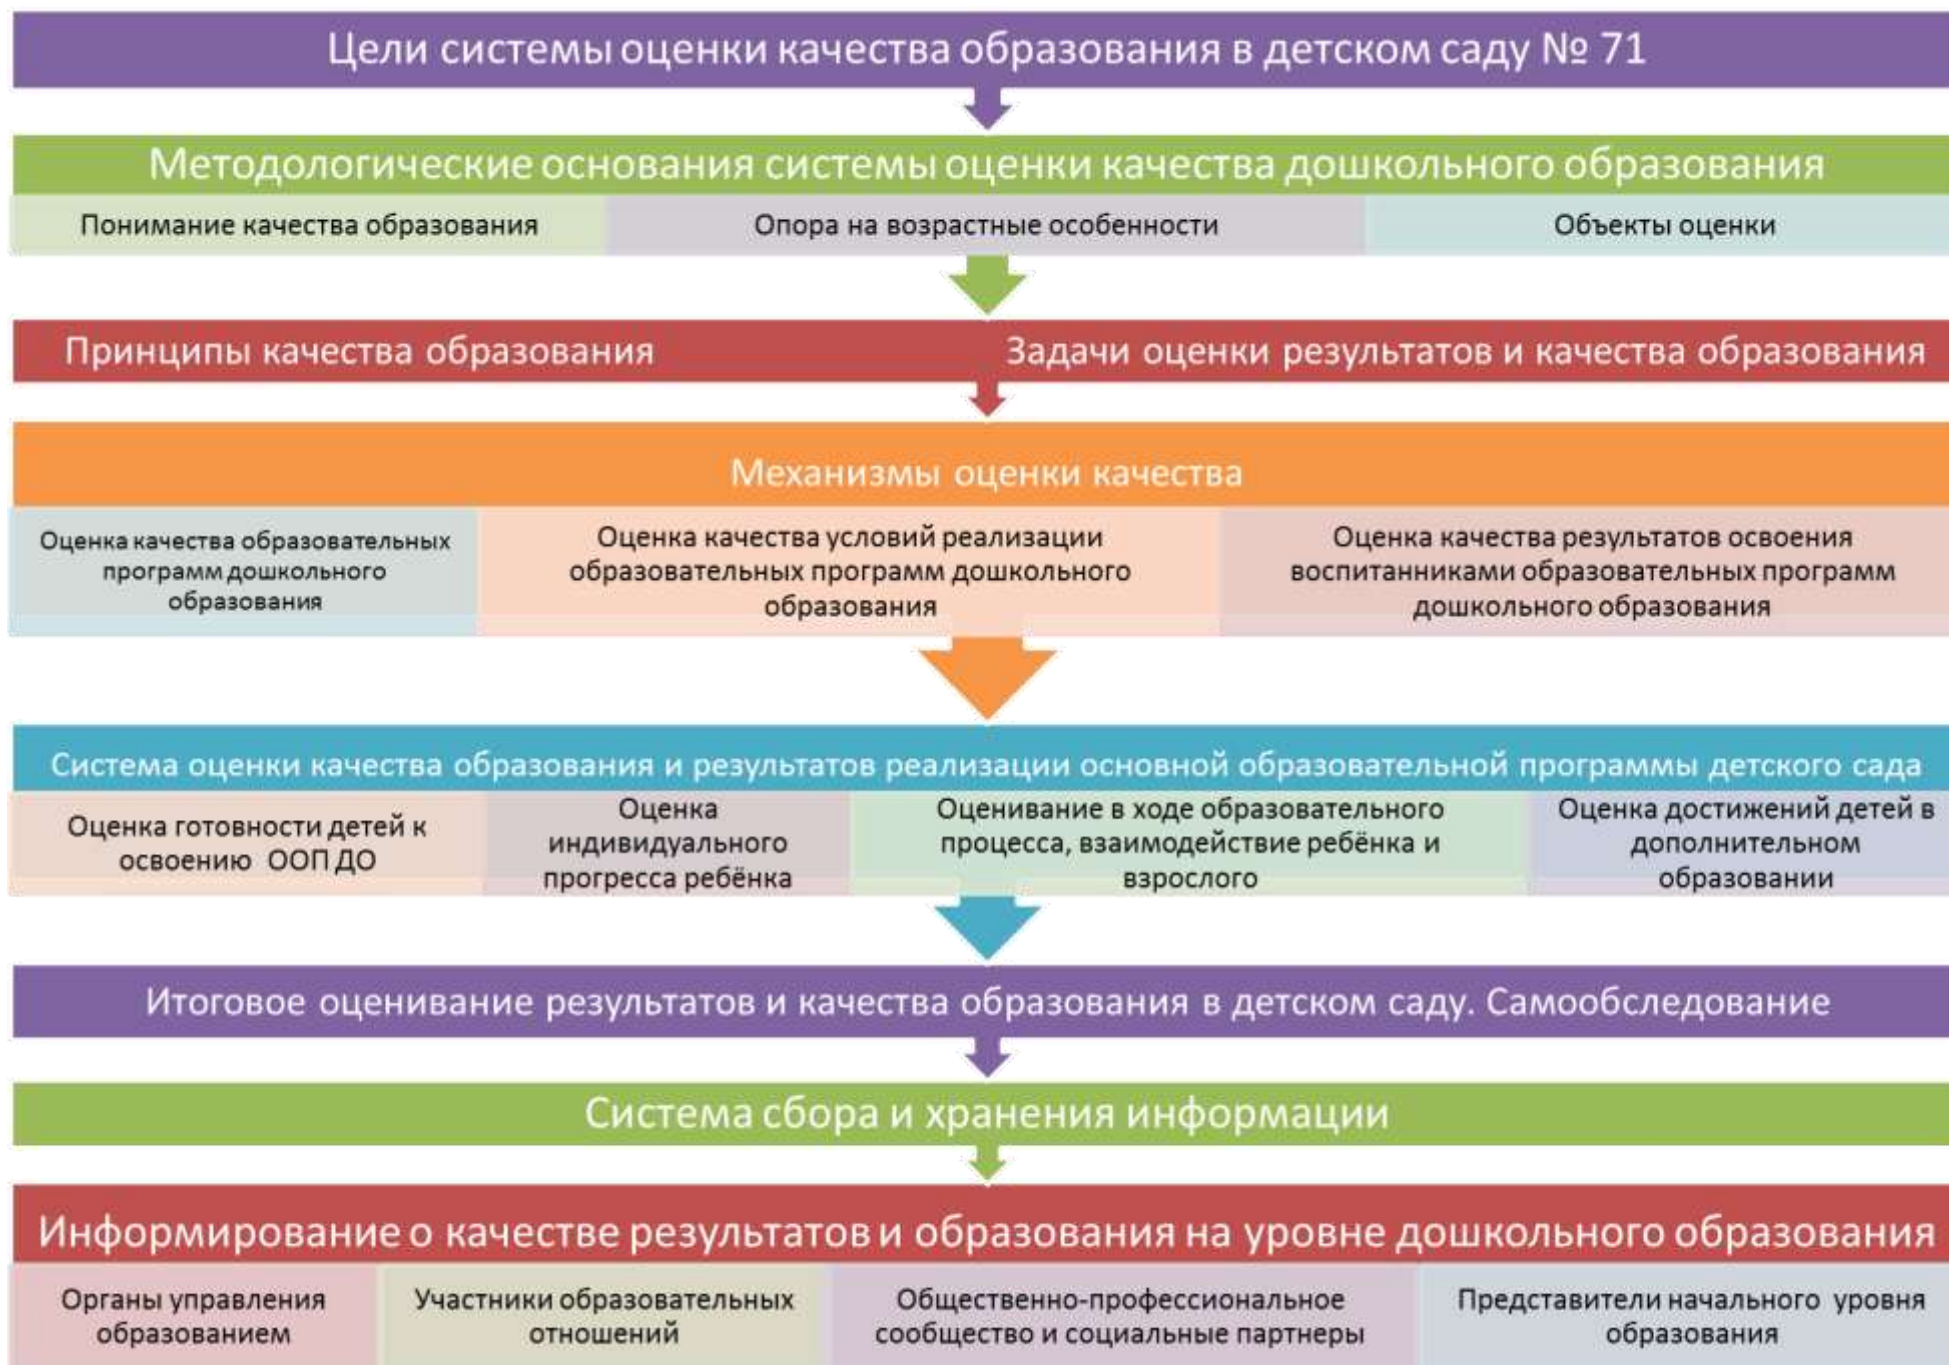 Цели системы оценки качества образования в детском саду № 71
Методологические основания системы оценки качества дошкольного образования
Понимание качества образования
Опора на возрастные особенности
Объекты оценки
Принципы качества образования
Задачи оценки результатов и качества образования
Механизмы оценки качества
Оценка качества образовательных
программ дошкольного
образования
Оценка качества условий реализации
образовательных программ дошкольного
образования
Оценка качества результатов освоения
воспитанниками образовательных программ
дошкольного образования
Система оценки качества образования и результатов реализации основной образовательной программы детского сада
Оценка готовности детей к
освоению ООП ДО
Оценка
индивидуального
прогресса ребёнка
Оценивание в ходе образовательного
процесса, взаимодействие ребёнка и
взрослого
Оценка достижений детей в
дополнительном
образовании
Итоговое оценивание результатов и качества образования в детском саду. Самообследование
Система сбора и хранения информации
Информирование о качестве результатов и образования на уровне дошкольного образования
Органы управления
образованием
Участники образовательных
отношений
Общественно-профессиональное
сообщество и социальные партнеры
Представители начального уровня
образования